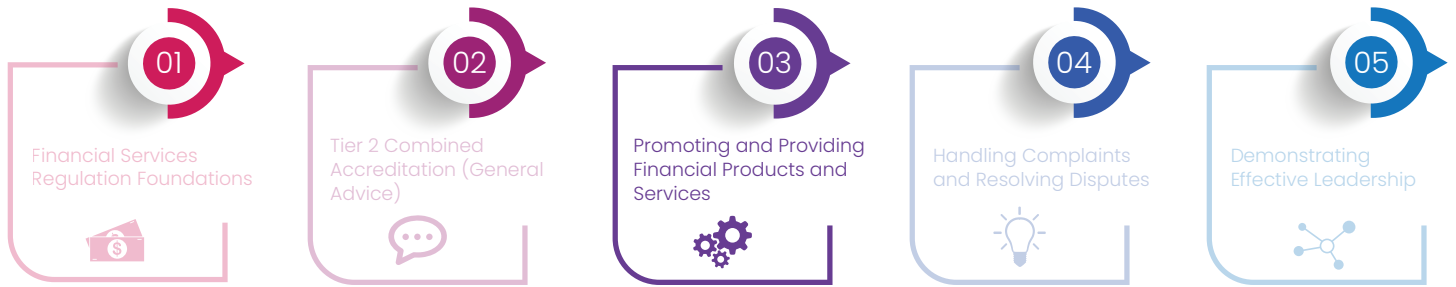 01
Financial Services
Regulation Foundations
$
02
Tier 2 Combined
Accreditation (General
Advice)
03
Promoting and Providing
Financial Products and
Services
04
Handling Complaints
and Resolving Disputes
05
Demonstrating
Effective Leadership